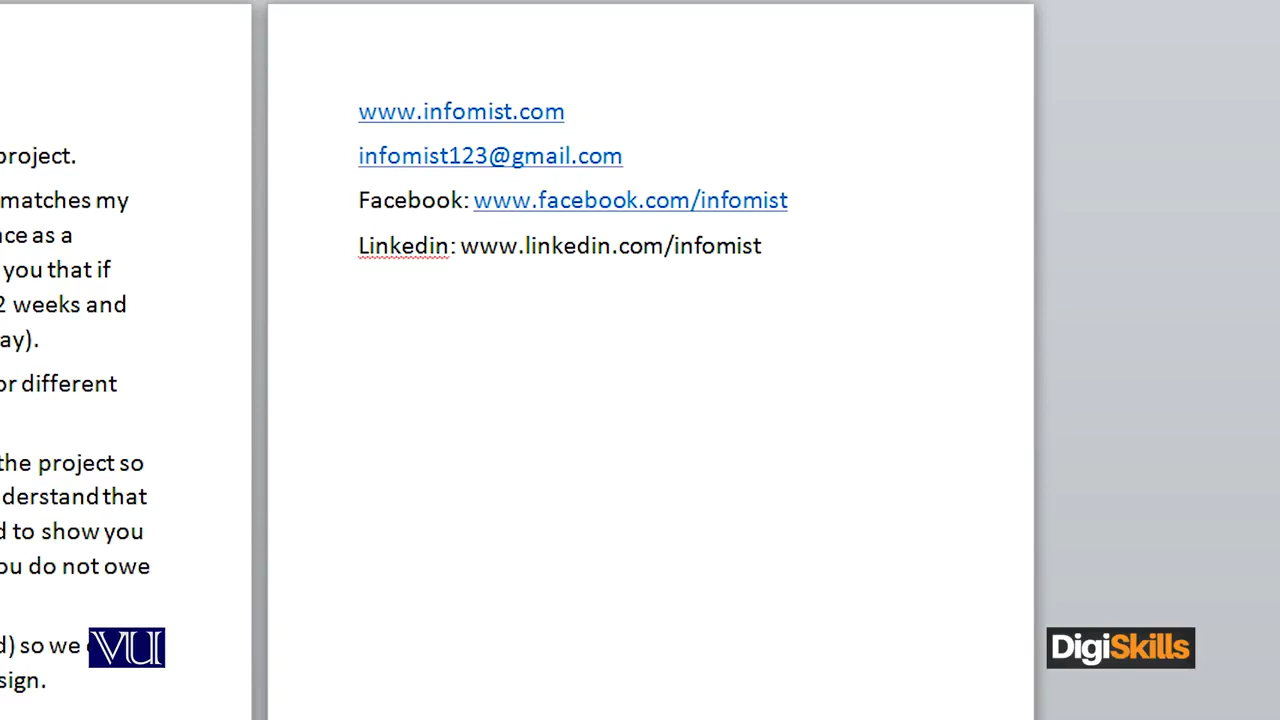 project.
matches my
as a
you that if
2 weeks and
ay).
or different
the project so
derstand that
d to show you
ou do not owe
d) so we
sign.
www.infomist.com
infomist123@gmail.com
Facebook: www.facebook.com/infomist
Linkedin: www.linkedin.com/infomist
VU
DigiSkills